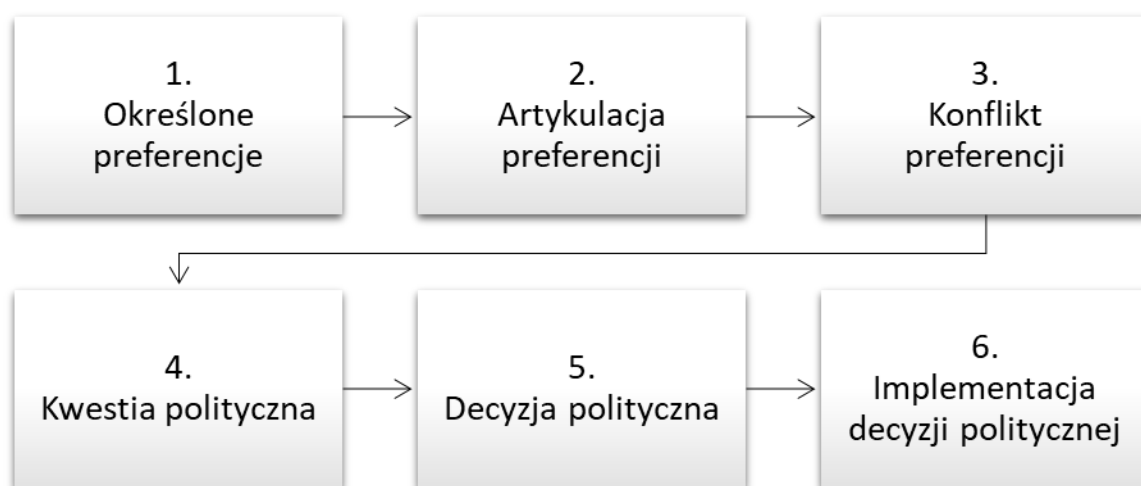 1.
Określone
preferencje
2.
Artykulacja
preferencji
3.
Konflikt
preferencji
4.
Kwestia polityczna
5.
Decyzja polityczna
6.
Implementacja
decyzji politycznej